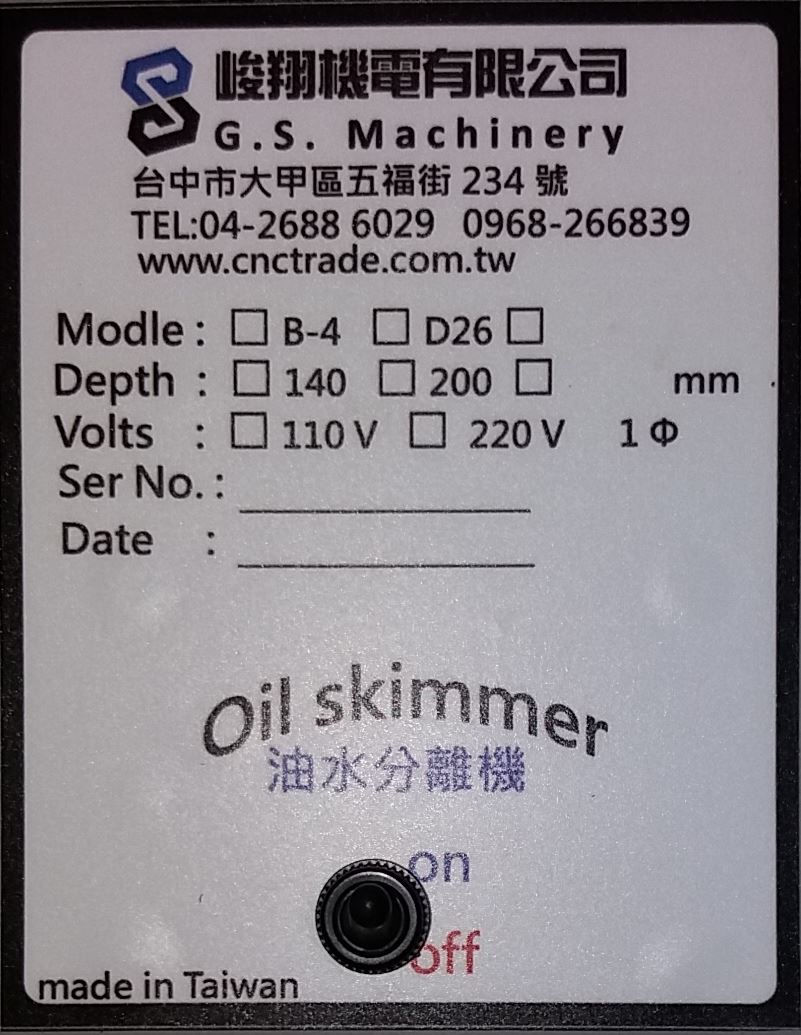 峻翔機電有限公司
G.S. Machinery
台中市大甲區五福街 234 號
TEL:04-2688 6029 0968-266839
www.cnctrade.com.tw
Modle : □ B-4 □ D26 □
Depth : □ 140 □ 200 □ mm
Volts : □ 110 V □ 220 V 1 Φ
Ser No. :
Date :
Oil skimmer
油水分離機
on
off
made in Taiwan